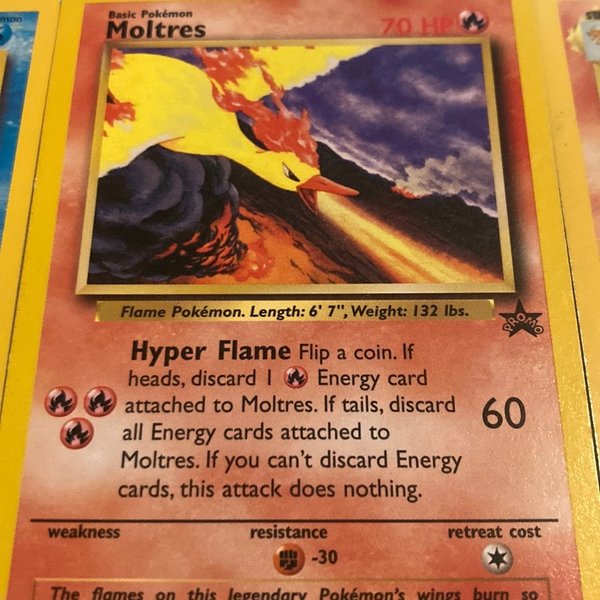 Basic Pokémon
Moltres
70 HP
Flame Pokémon. Length: 6' 7", Weight: 132 lbs.
PROMO
Hyper Flame Flip a coin. If
heads, discard 1 Energy card
attached to Moltres. If tails, discard
all Energy cards attached to
Moltres. If you can't discard Energy
cards, this attack does nothing.
60
weakness resistance retreat cost
-30
The flames on this legendary Pokémon's wings burn so